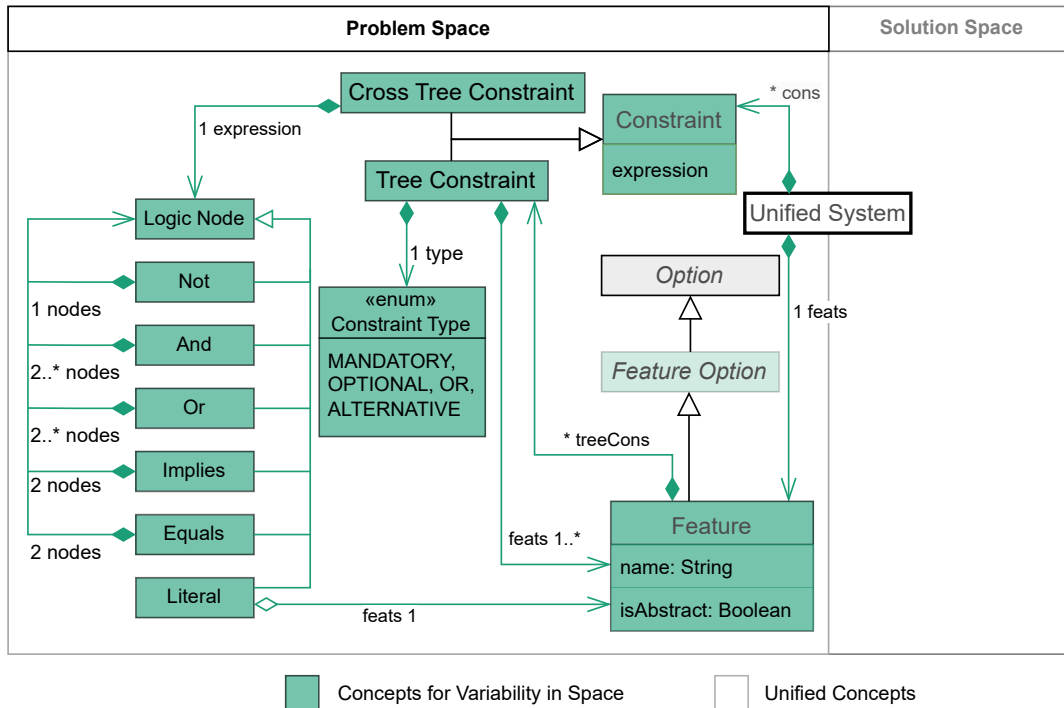 Problem Space
Solution Space
Cross Tree Constraint
* cons
Constraint
expression
1 expression
Tree Constraint
Logic Node
Unified System
1 type
Not
1 nodes
And
2..* nodes
Or
2..* nodes
Implies
2 nodes
Equals
2 nodes
Literal
«enum»
Constraint Type
MANDATORY,
OPTIONAL, OR,
ALTERNATIVE
Option
1 feats
Feature Option
* treeCons
Feature
name: String
isAbstract: Boolean
feats 1..*
feats 1
Concepts for Variability in Space
Unified Concepts